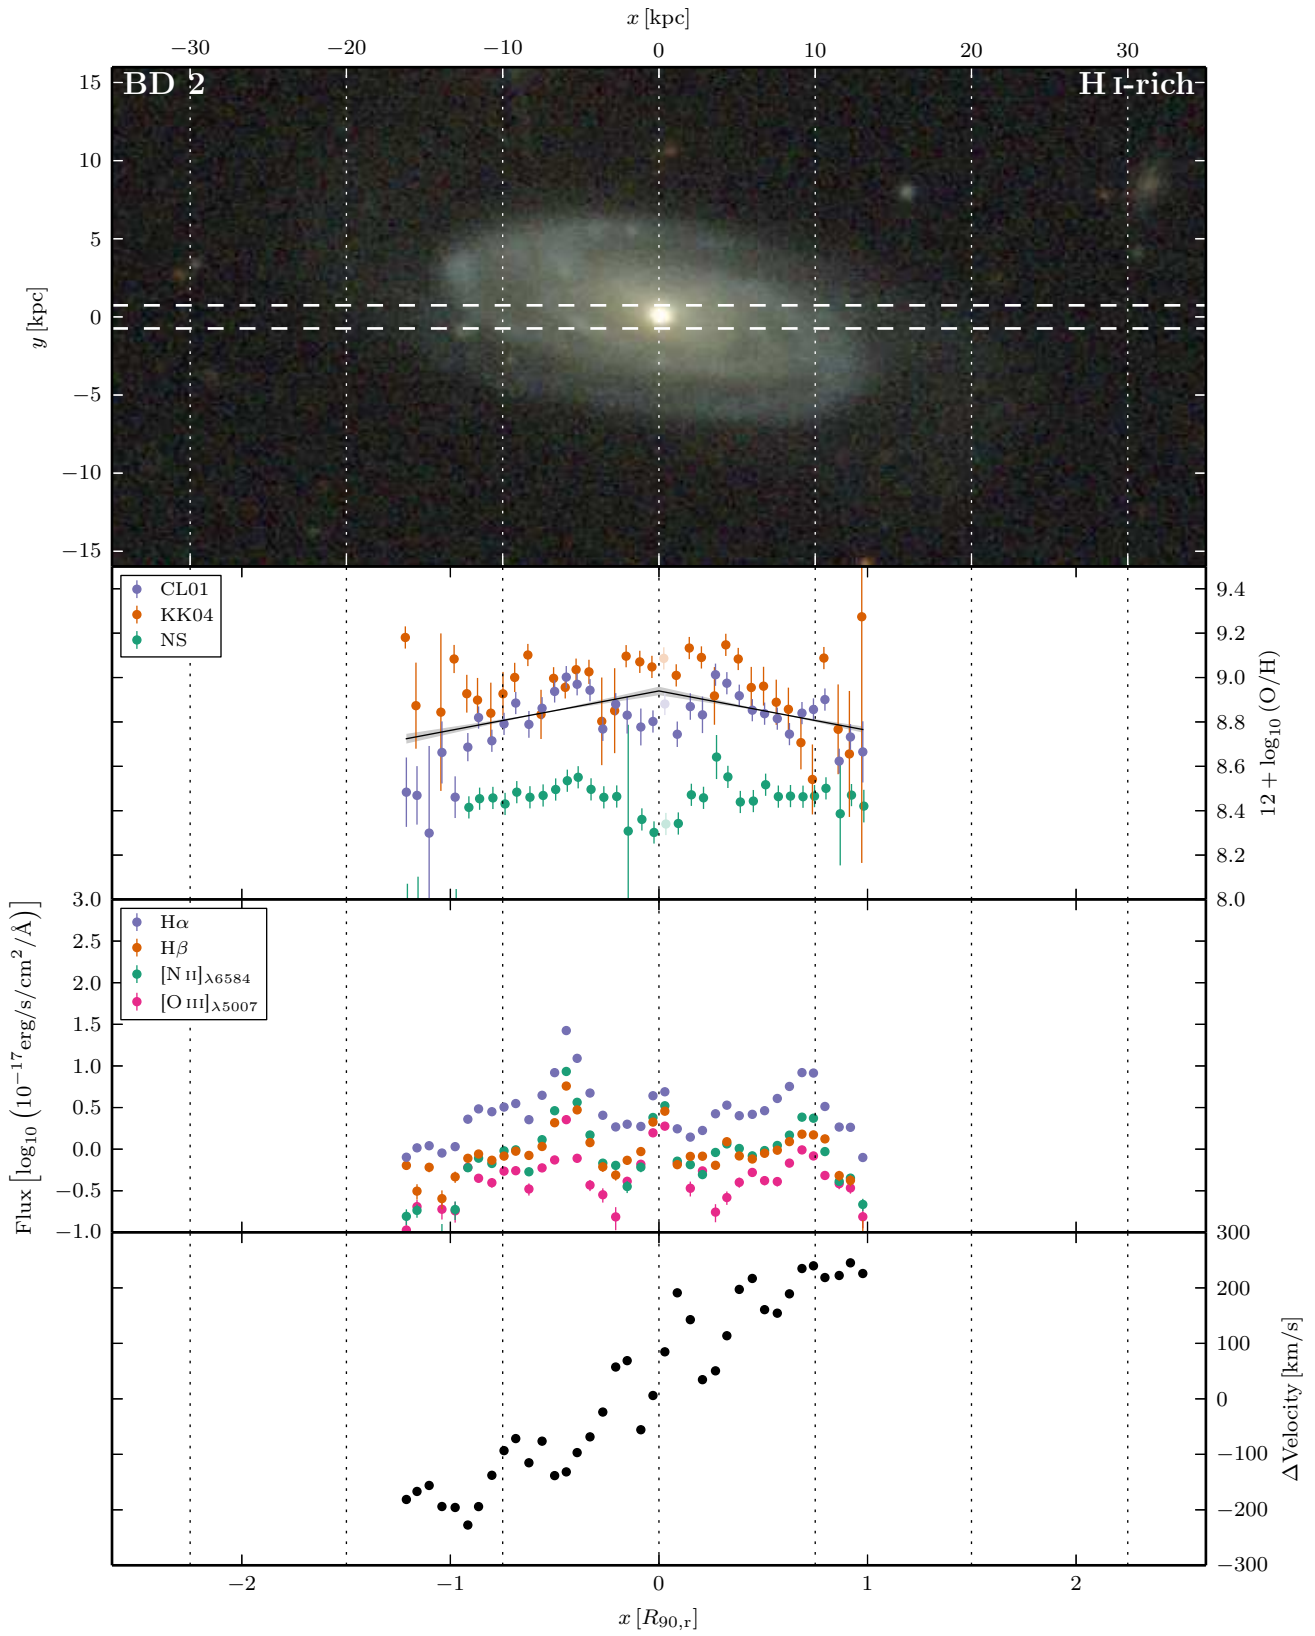 x [kpc]
−30 −20 −10 0 10 20 30
BD 2 H I-rich
15
10
5
0
−5
−10
−15
y [kpc]
CL01
KK04
NS
9.4
9.2
9.0
8.8
8.6
8.4
8.2
8.0
12 + log₁₀ (O/H)
Hα
Hβ
[N II]λ6584
[O III]λ5007
3.0
2.5
2.0
1.5
1.0
0.5
0.0
−0.5
−1.0
Flux [log₁₀ (10⁻¹⁷erg/s/cm²/Å)]
300
200
100
0
−100
−200
−300
ΔVelocity [km/s]
−2 −1 0 1 2
x [R₉₀,ᵣ]